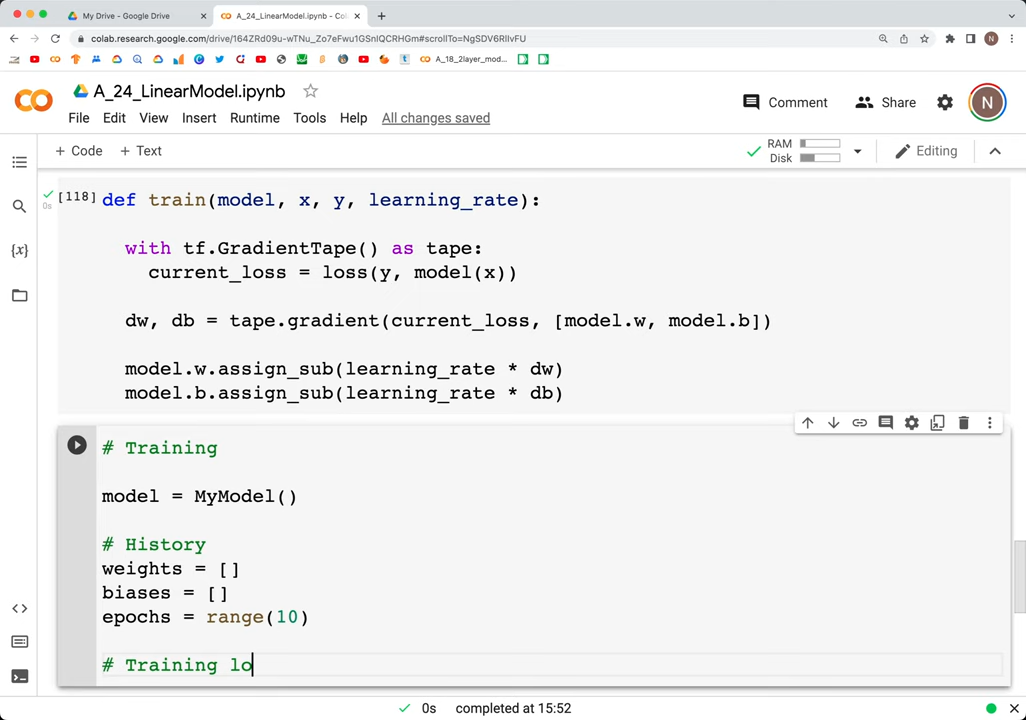 My Drive - Google Drive
A_24_LinearModel.ipynb - Col
colab.research.google.com/drive/164ZRd09u-wTNu_Zo7eFwu1GSnlQCRHGm#scrollTo=NgSDV6RIIvFU
A_18_2layer_mod...
CO A_24_LinearModel.ipynb
Comment Share N
File Edit View Insert Runtime Tools Help All changes saved
+ Code + Text RAM Disk Editing
[118] def train(model, x, y, learning_rate):
0s
with tf.GradientTape() as tape:
current_loss = loss(y, model(x))
dw, db = tape.gradient(current_loss, [model.w, model.b])
model.w.assign_sub(learning_rate * dw)
model.b.assign_sub(learning_rate * db)
# Training
model = MyModel()
# History
weights = []
biases = []
epochs = range(10)
# Training lo
0s completed at 15:52